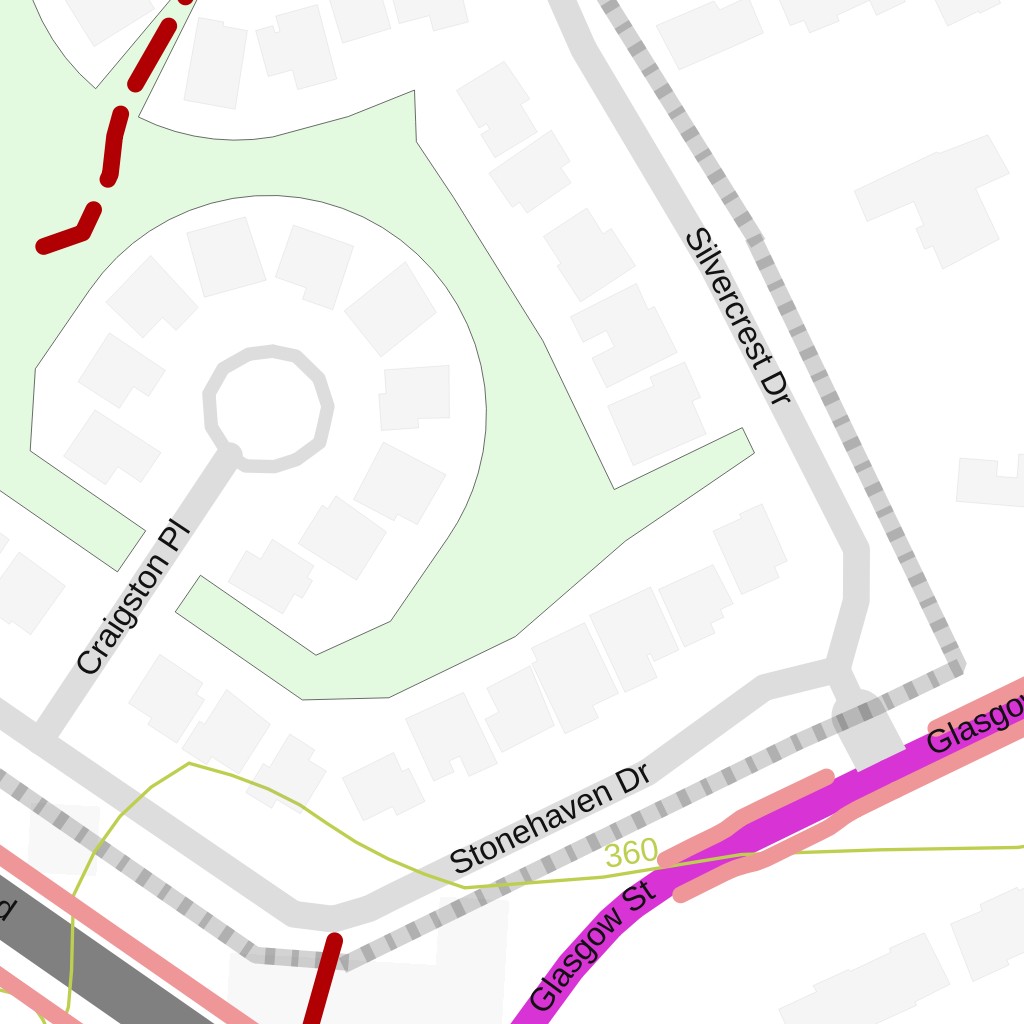 Silvercrest Dr
Craigston Pl
Glasgow
Stonehaven Dr
360
Glasgow St
d